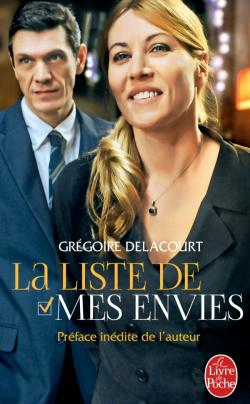 GRÉGOIRE DELACOURT
LA LISTE DE
MES ENVIES
Préface inédite de l'auteur
Le Livre
de Poche